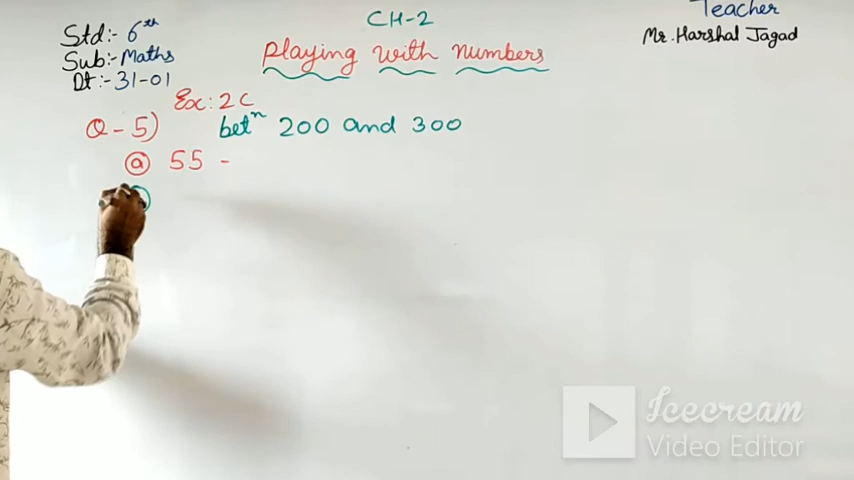 CH-2
Teacher
Mr. Harshal Jagad
Std:- 6th
Sub:- Maths
Dt:- 31-01
Playing with numbers
Ex: 2C
Q-5) betn 200 and 300
ⓐ 55 -
Icecream
Video Editor